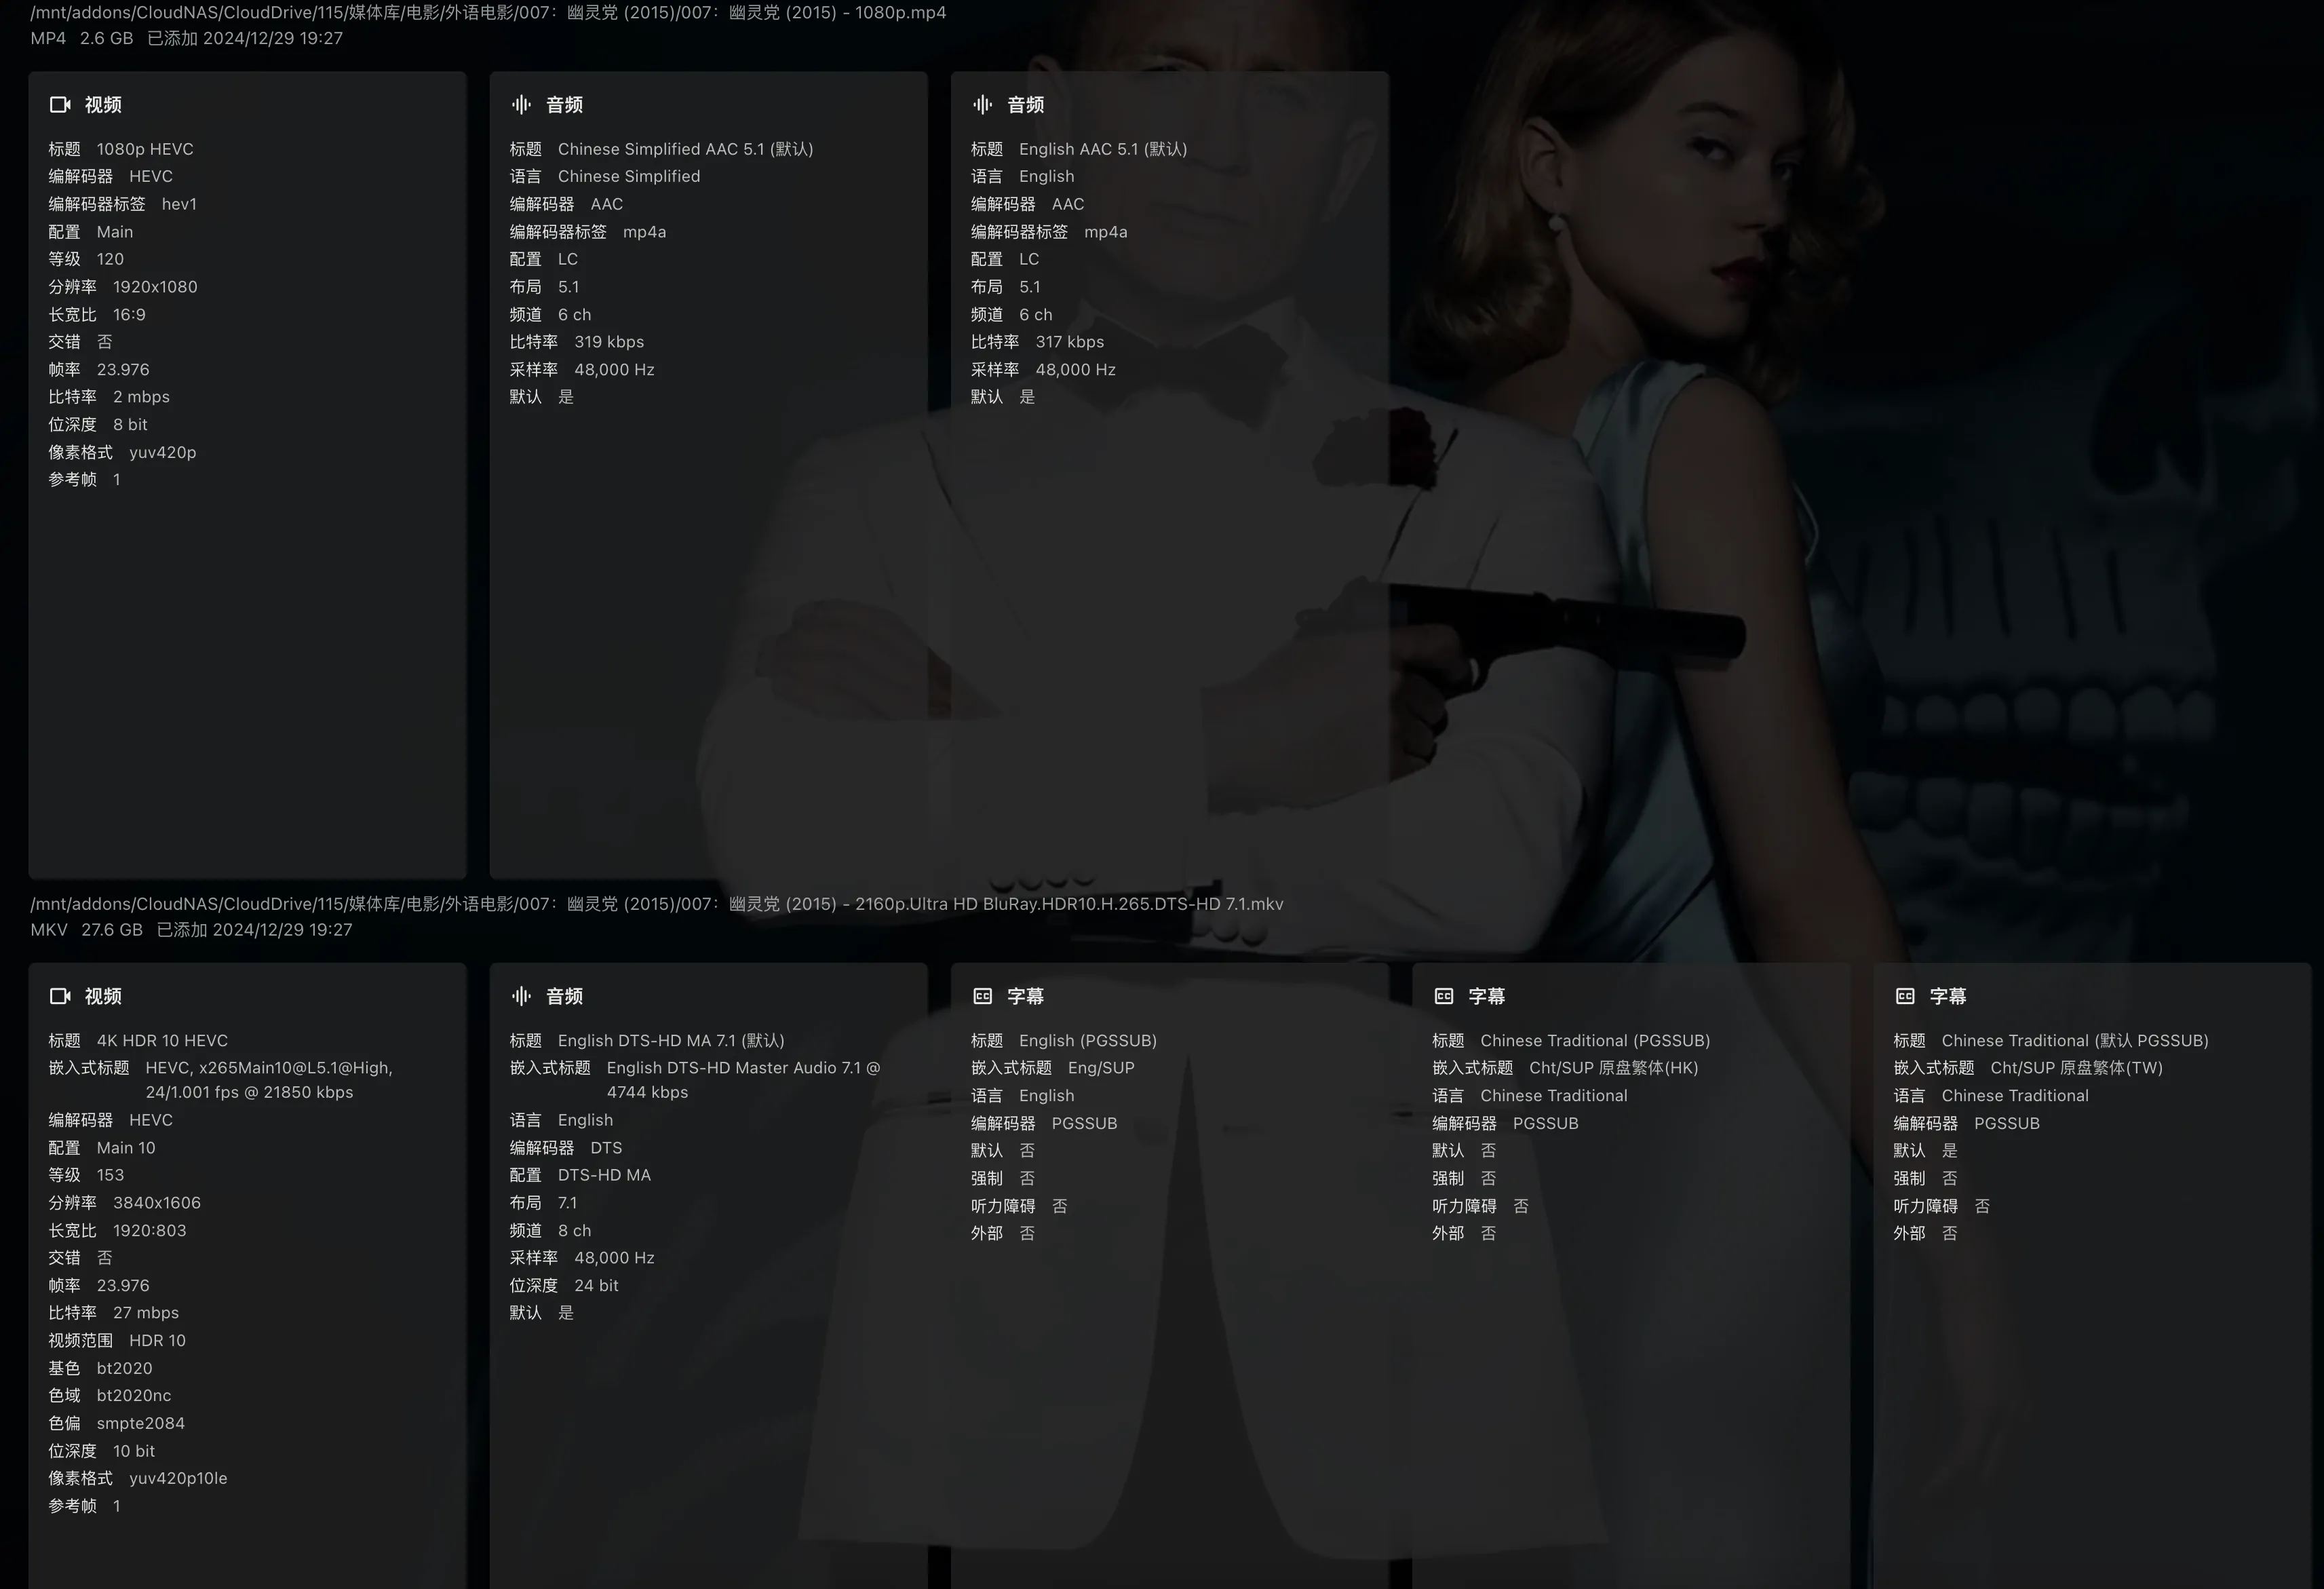 /mnt/addons/CloudNAS/CloudDrive/115/媒体库/电影/外语电影/007：幽灵党 (2015)/007：幽灵党 (2015) - 1080p.mp4
MP4 2.6 GB 已添加 2024/12/29 19:27
视频
标题 1080p HEVC
编解码器 HEVC
编解码器标签 hev1
配置 Main
等级 120
分辨率 1920x1080
长宽比 16:9
交错 否
帧率 23.976
比特率 2 mbps
位深度 8 bit
像素格式 yuv420p
参考帧 1
音频
标题 Chinese Simplified AAC 5.1 (默认)
语言 Chinese Simplified
编解码器 AAC
编解码器标签 mp4a
配置 LC
布局 5.1
频道 6 ch
比特率 319 kbps
采样率 48,000 Hz
默认 是
音频
标题 English AAC 5.1 (默认)
语言 English
编解码器 AAC
编解码器标签 mp4a
配置 LC
布局 5.1
频道 6 ch
比特率 317 kbps
采样率 48,000 Hz
默认 是
/mnt/addons/CloudNAS/CloudDrive/115/媒体库/电影/外语电影/007：幽灵党 (2015)/007：幽灵党 (2015) - 2160p.Ultra HD BluRay.HDR10.H.265.DTS-HD 7.1.mkv
MKV 27.6 GB 已添加 2024/12/29 19:27
视频
标题 4K HDR 10 HEVC
嵌入式标题 HEVC, x265Main10@L5.1@High,
24/1.001 fps @ 21850 kbps
编解码器 HEVC
配置 Main 10
等级 153
分辨率 3840x1606
长宽比 1920:803
交错 否
帧率 23.976
比特率 27 mbps
视频范围 HDR 10
基色 bt2020
色域 bt2020nc
色偏 smpte2084
位深度 10 bit
像素格式 yuv420p10le
参考帧 1
音频
标题 English DTS-HD MA 7.1 (默认)
嵌入式标题 English DTS-HD Master Audio 7.1 @
4744 kbps
语言 English
编解码器 DTS
配置 DTS-HD MA
布局 7.1
频道 8 ch
采样率 48,000 Hz
位深度 24 bit
默认 是
字幕
标题 English (PGSSUB)
嵌入式标题 Eng/SUP
语言 English
编解码器 PGSSUB
默认 否
强制 否
听力障碍 否
外部 否
字幕
标题 Chinese Traditional (PGSSUB)
嵌入式标题 Cht/SUP 原盘繁体(HK)
语言 Chinese Traditional
编解码器 PGSSUB
默认 否
强制 否
听力障碍 否
外部 否
字幕
标题 Chinese Traditional (默认 PGSSUB)
嵌入式标题 Cht/SUP 原盘繁体(TW)
语言 Chinese Traditional
编解码器 PGSSUB
默认 是
强制 否
听力障碍 否
外部 否